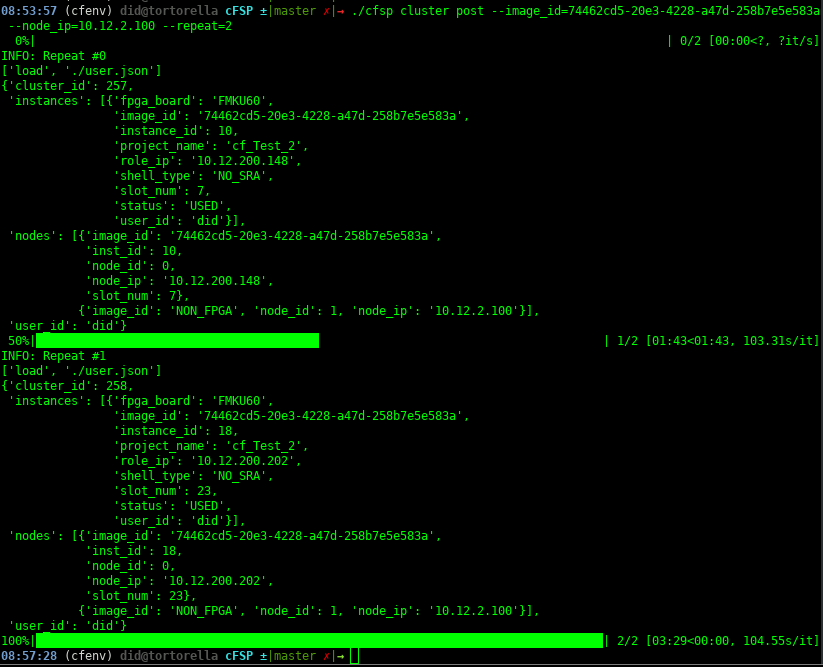 08:53:57 (cfenv) did@tortorella cFSP ±|master ✗|→ ./cfsp cluster post --image_id=74462cd5-20e3-4228-a47d-258b7e5e583a
--node_ip=10.12.2.100 --repeat=2
0%| | 0/2 [00:00<?, ?it/s]
INFO: Repeat #0
['load', './user.json']
{'cluster_id': 257,
'instances': [{'fpga_board': 'FMKU60',
'image_id': '74462cd5-20e3-4228-a47d-258b7e5e583a',
'instance_id': 10,
'project_name': 'cf_Test_2',
'role_ip': '10.12.200.148',
'shell_type': 'NO_SRA',
'slot_num': 7,
'status': 'USED',
'user_id': 'did'}],
'nodes': [{'image_id': '74462cd5-20e3-4228-a47d-258b7e5e583a',
'inst_id': 10,
'node_id': 0,
'node_ip': '10.12.200.148',
'slot_num': 7},
{'image_id': 'NON_FPGA', 'node_id': 1, 'node_ip': '10.12.2.100'}],
'user_id': 'did'}
50%| | 1/2 [01:43<01:43, 103.31s/it]
INFO: Repeat #1
['load', './user.json']
{'cluster_id': 258,
'instances': [{'fpga_board': 'FMKU60',
'image_id': '74462cd5-20e3-4228-a47d-258b7e5e583a',
'instance_id': 18,
'project_name': 'cf_Test_2',
'role_ip': '10.12.200.202',
'shell_type': 'NO_SRA',
'slot_num': 23,
'status': 'USED',
'user_id': 'did'}],
'nodes': [{'image_id': '74462cd5-20e3-4228-a47d-258b7e5e583a',
'inst_id': 18,
'node_id': 0,
'node_ip': '10.12.200.202',
'slot_num': 23},
{'image_id': 'NON_FPGA', 'node_id': 1, 'node_ip': '10.12.2.100'}],
'user_id': 'did'}
100%| | 2/2 [03:29<00:00, 104.55s/it]
08:57:28 (cfenv) did@tortorella cFSP ±|master ✗|→